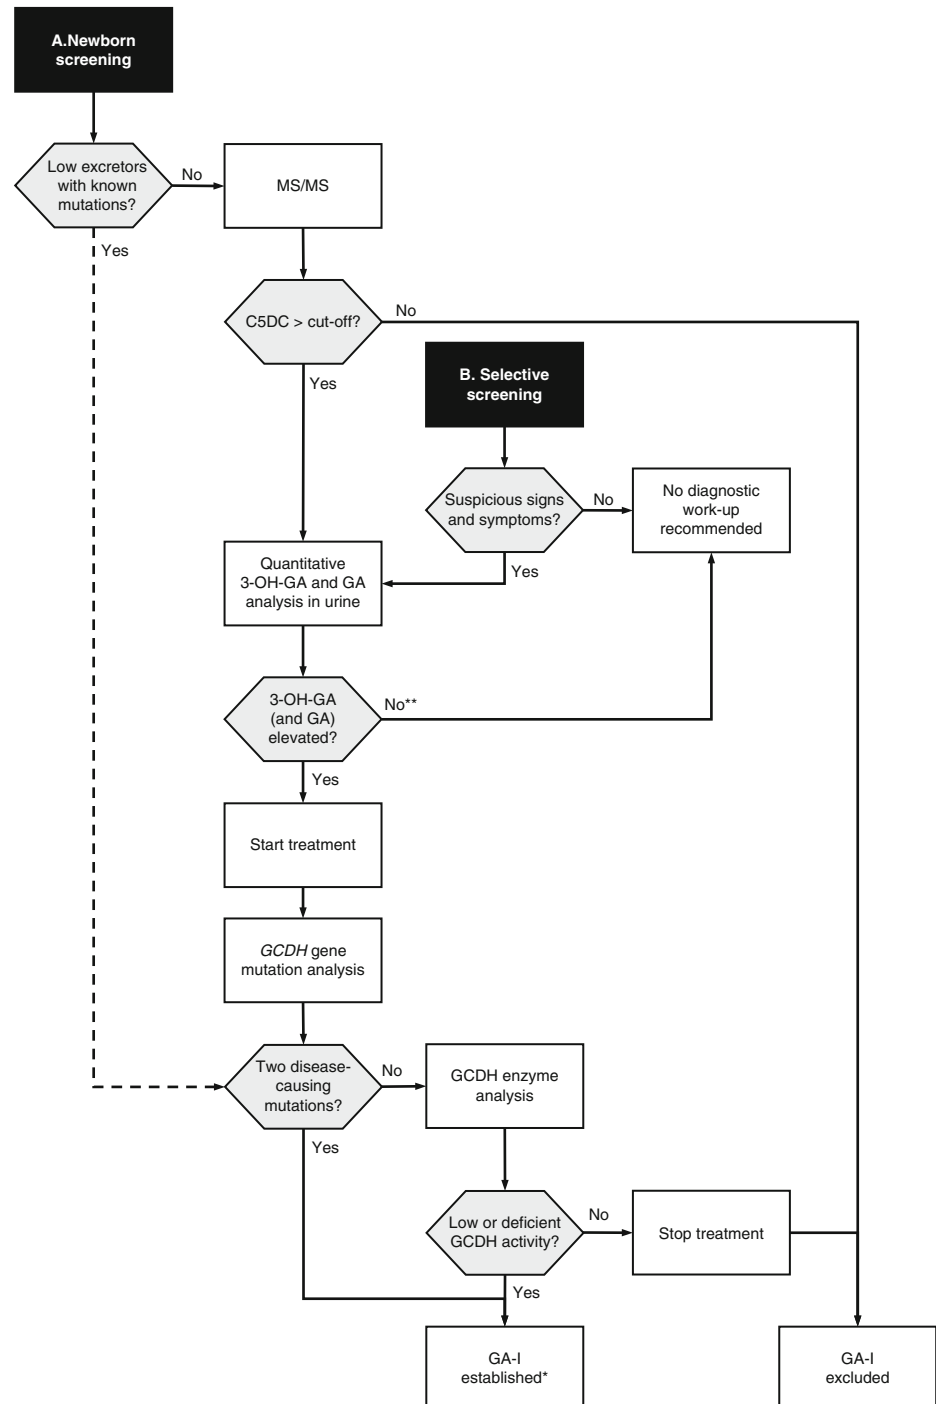 A.Newborn
screening
Low excretors
with known
mutations?
No
MS/MS
Yes
C5DC > cut-off?
No
Yes
B. Selective
screening
Suspicious signs
and symptoms?
No
No diagnostic
work-up
recommended
Yes
Quantitative
3-OH-GA and GA
analysis in urine
3-OH-GA
(and GA)
elevated?
No**
Yes
Start treatment
GCDH gene
mutation analysis
Two disease-
causing
mutations?
No
GCDH enzyme
analysis
Yes
Low or deficient
GCDH activity?
No
Stop treatment
Yes
GA-I
established*
GA-I
excluded